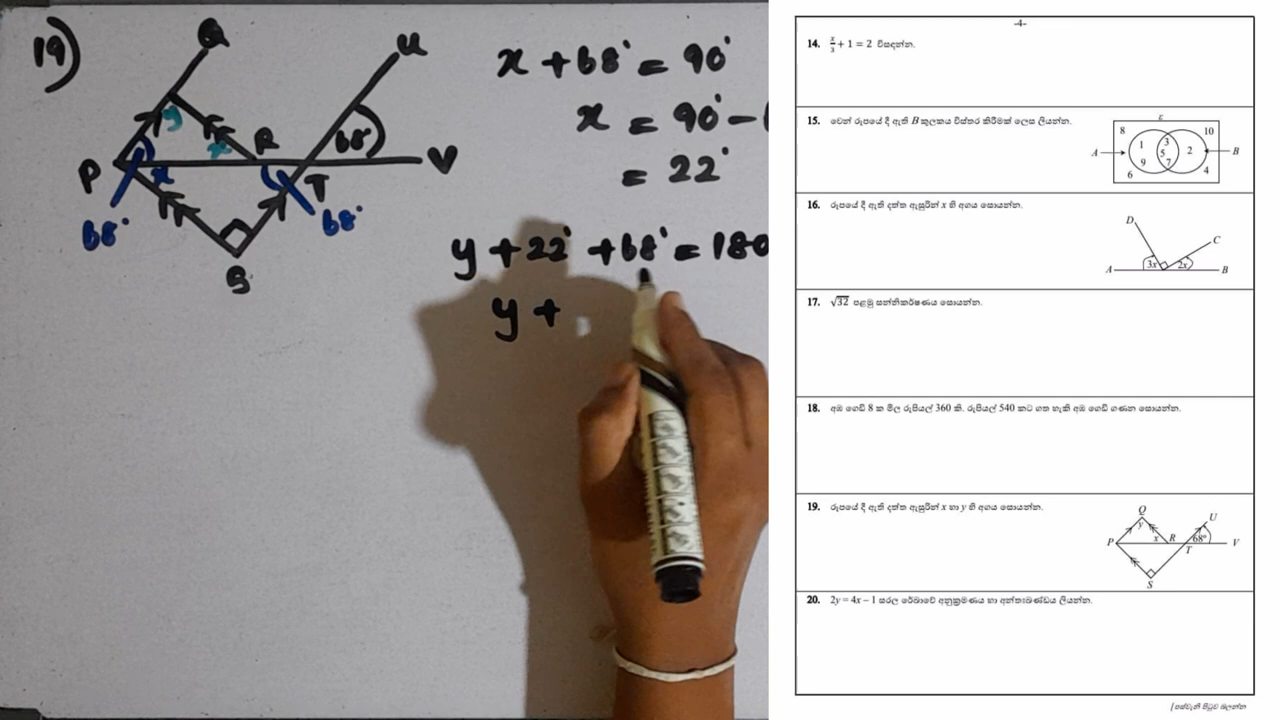 19)
Q
U
y
x
R
68°
V
P
x
T
68°
68°
S
x + 68° = 90°
x = 90° -
= 22°
y + 22° + 68° = 180
y +
-4-
14. x/3 + 1 = 2 විසඳන්න.
15. වෙන් රූපයේ දී ඇති B කුලකය විස්තර කිරීමක් ලෙස ලියන්න.
ε
8
10
1
3
5
2
A
B
9
7
6
4
16. රූපයේ දී ඇති දත්ත ඇසුරින් x හි අගය සොයන්න.
D
C
3x
2x
A
B
17. √32 පළමු සන්නිකර්ෂණය සොයන්න.
18. අඹ ගෙඩි 8 ක මිල රුපියල් 360 කි. රුපියල් 540 කට ගත හැකි අඹ ගෙඩි ගණන සොයන්න.
19. රූපයේ දී ඇති දත්ත ඇසුරින් x හා y හි අගය සොයන්න.
Q
U
y
P
x
R
68°
V
T
S
20. 2y = 4x – 1 සරල රේඛාවේ අනුක්‍රමණය හා අන්තඃඛණ්ඩය ලියන්න.
[පස්වැනි පිටුව බලන්න